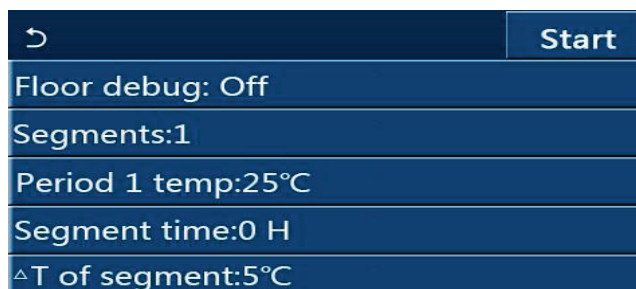 Start
Floor debug: Off
Segments:1
Period 1 temp:25℃
Segment time:0 H
△T of segment:5℃